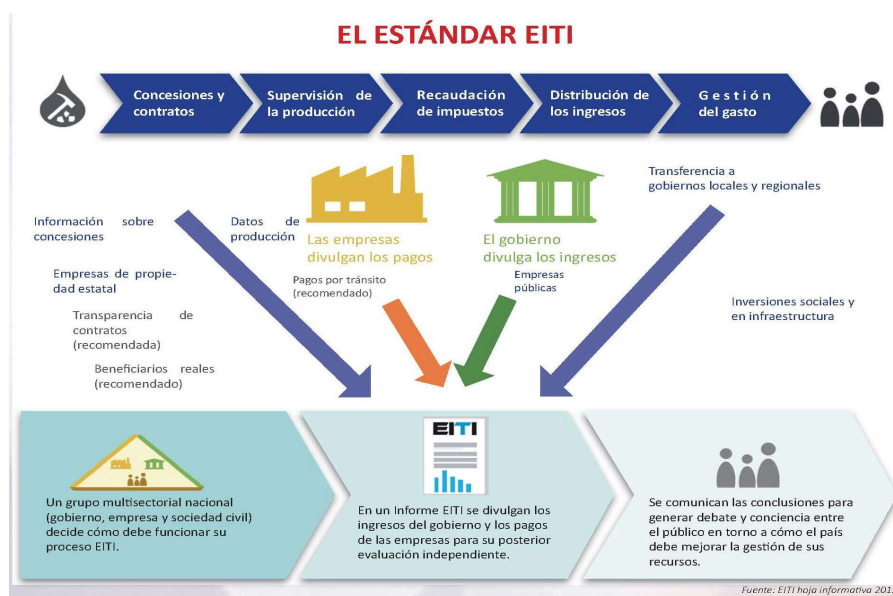 EL ESTÁNDAR EITI
Concesiones y
contratos
Supervisión de
la producción
Recaudación
de impuestos
Distribución de
los ingresos
Gestión
del gasto
Transferencia a
gobiernos locales y regionales
Información sobre
concesiones
Datos de
producción
Las empresas
divulgan los pagos
El gobierno
divulga los ingresos
Empresas de propie-
dad estatal
Pagos por tránsito
(recomendado)
Empresas
públicas
Transparencia de
contratos
(recomendada)
Inversiones sociales y
en infraestructura
Beneficiarios reales
(recomendado)
EITI
Un grupo multisectorial nacional
(gobierno, empresa y sociedad civil)
decide cómo debe funcionar su
proceso EITI.
En un Informe EITI se divulgan los
ingresos del gobierno y los pagos
de las empresas para su posterior
evaluación independiente.
Se comunican las conclusiones para
generar debate y conciencia entre
el público en torno a cómo el país
debe mejorar la gestión de sus
recursos.
Fuente: EITI hoja informativa